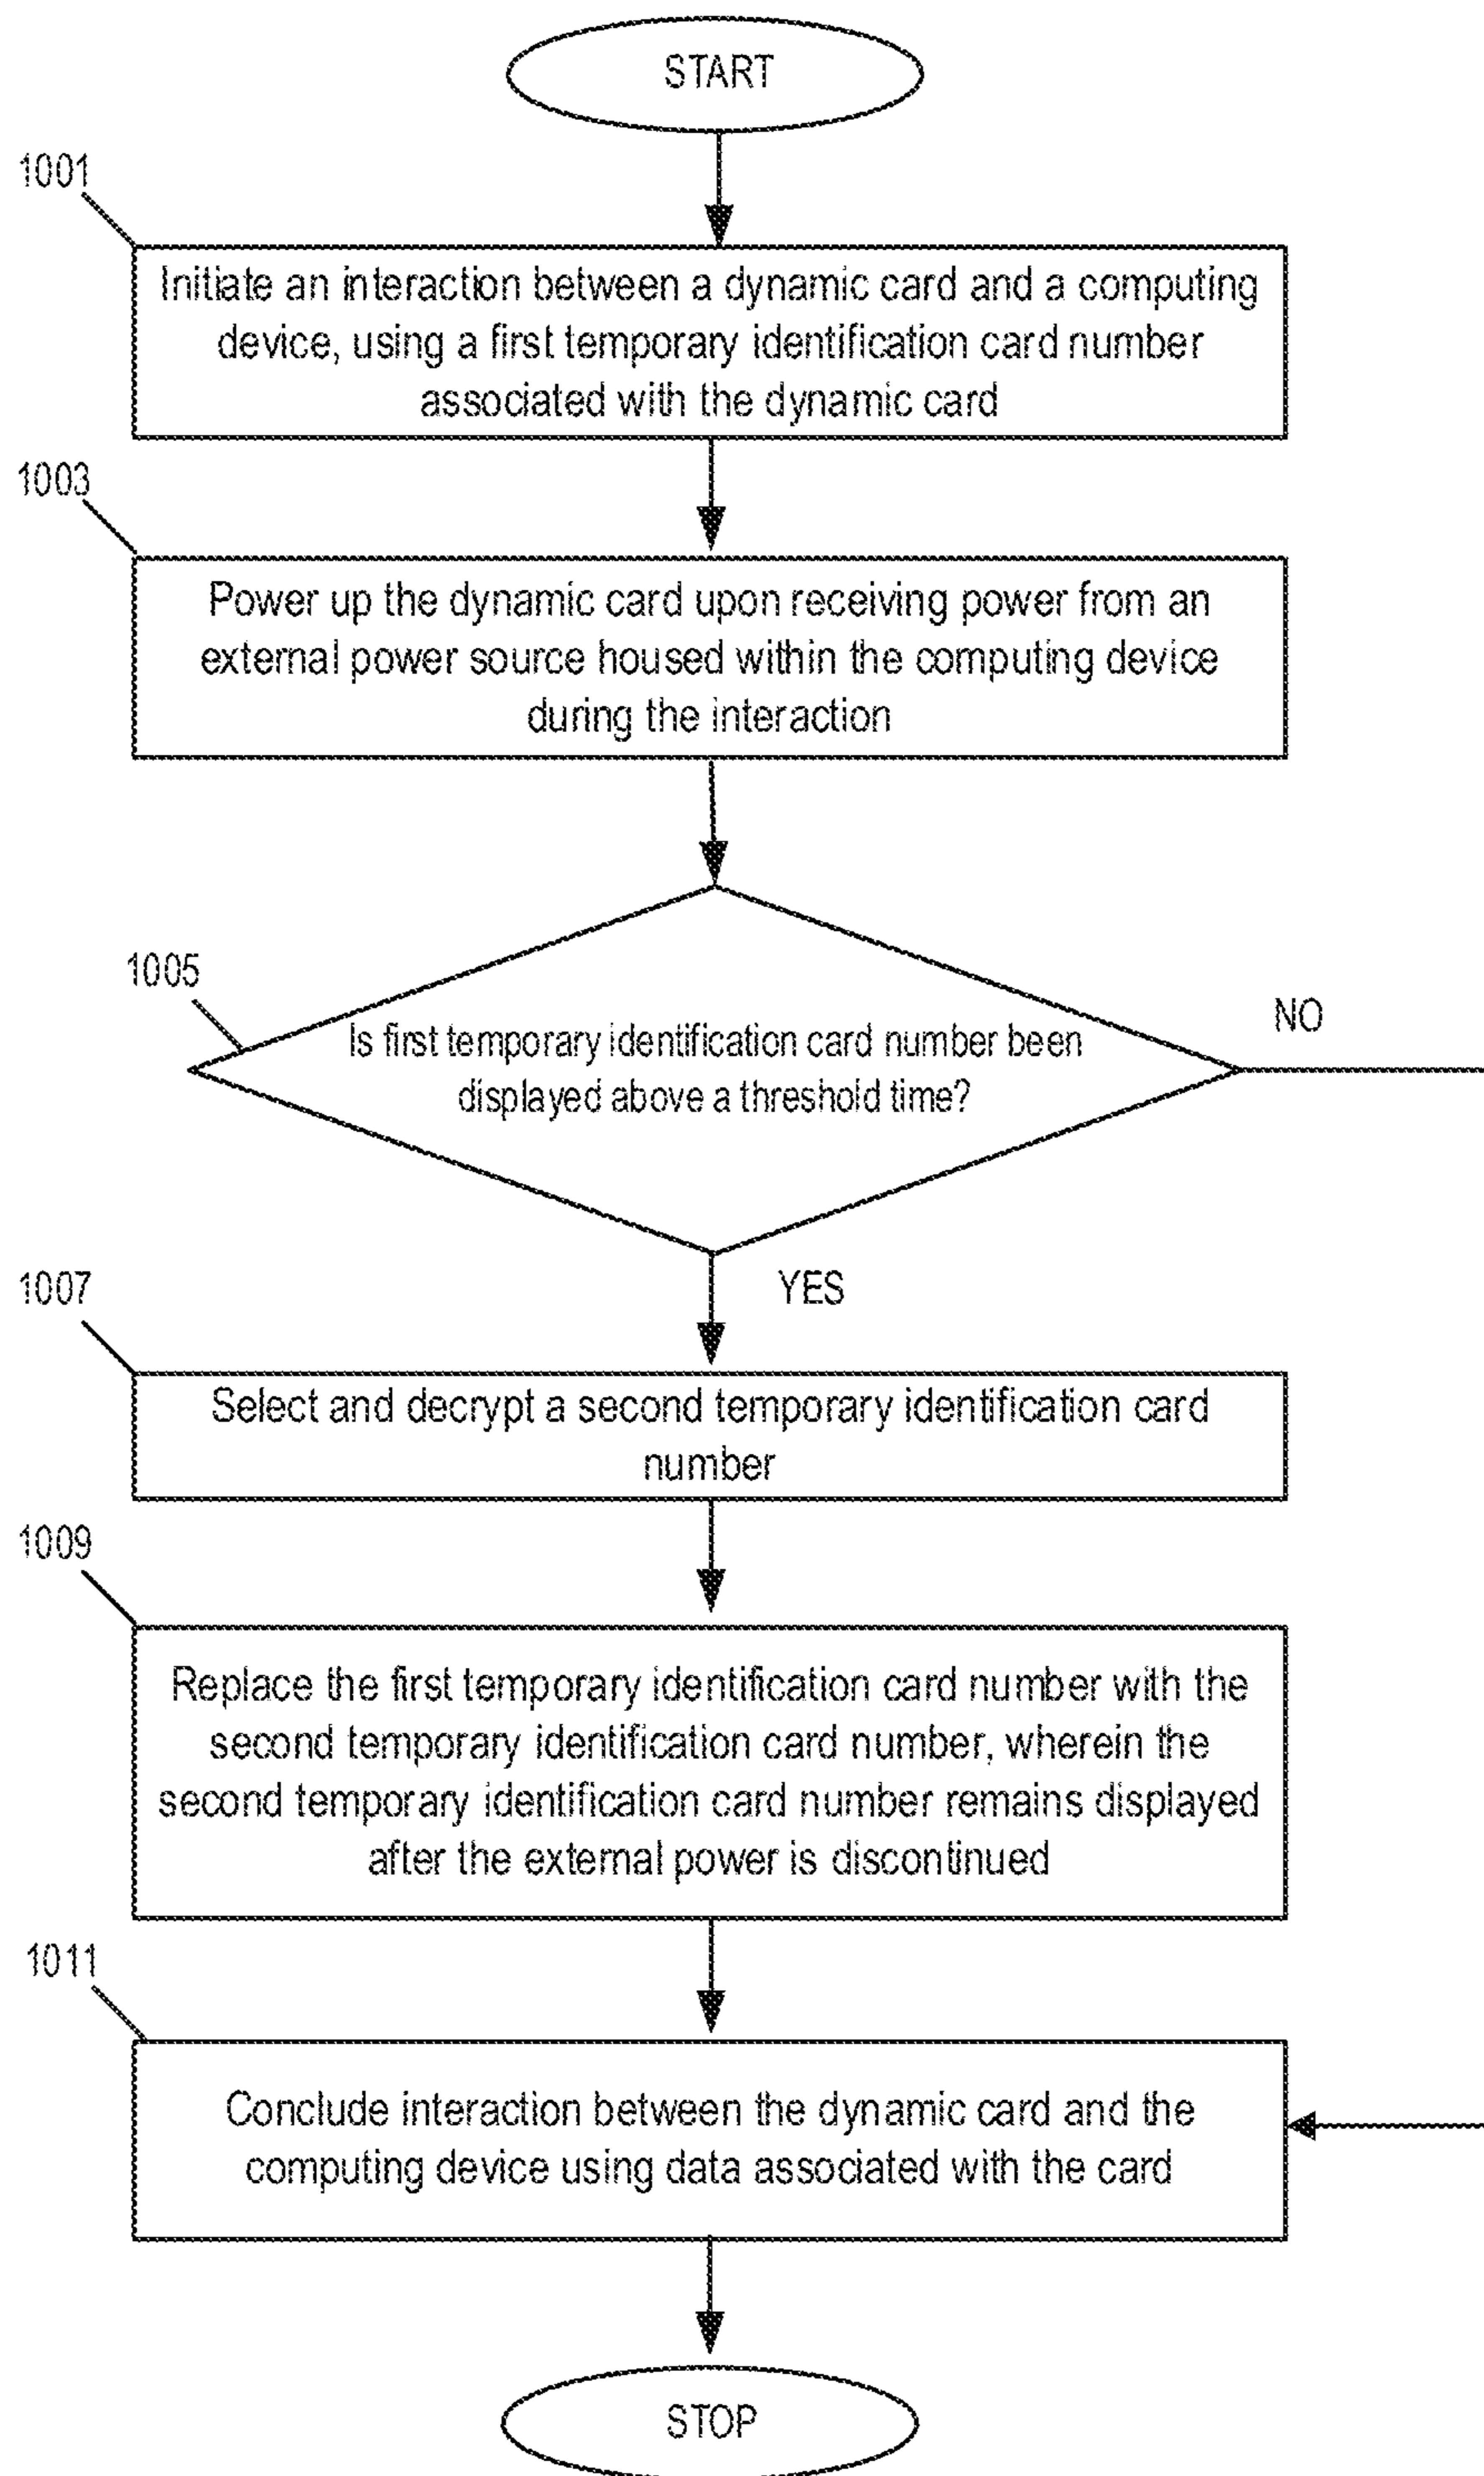 START
1001
Initiate an interaction between a dynamic card and a computing
device, using a first temporary identification card number
associated with the dynamic card
1003
Power up the dynamic card upon receiving power from an
external power source housed within the computing device
during the interaction
1005
Is first temporary identification card number been
displayed above a threshold time?
NO
YES
1007
Select and decrypt a second temporary identification card
number
1009
Replace the first temporary identification card number with the
second temporary identification card number, wherein the
second temporary identification card number remains displayed
after the external power is discontinued
1011
Conclude interaction between the dynamic card and the
computing device using data associated with the card
STOP